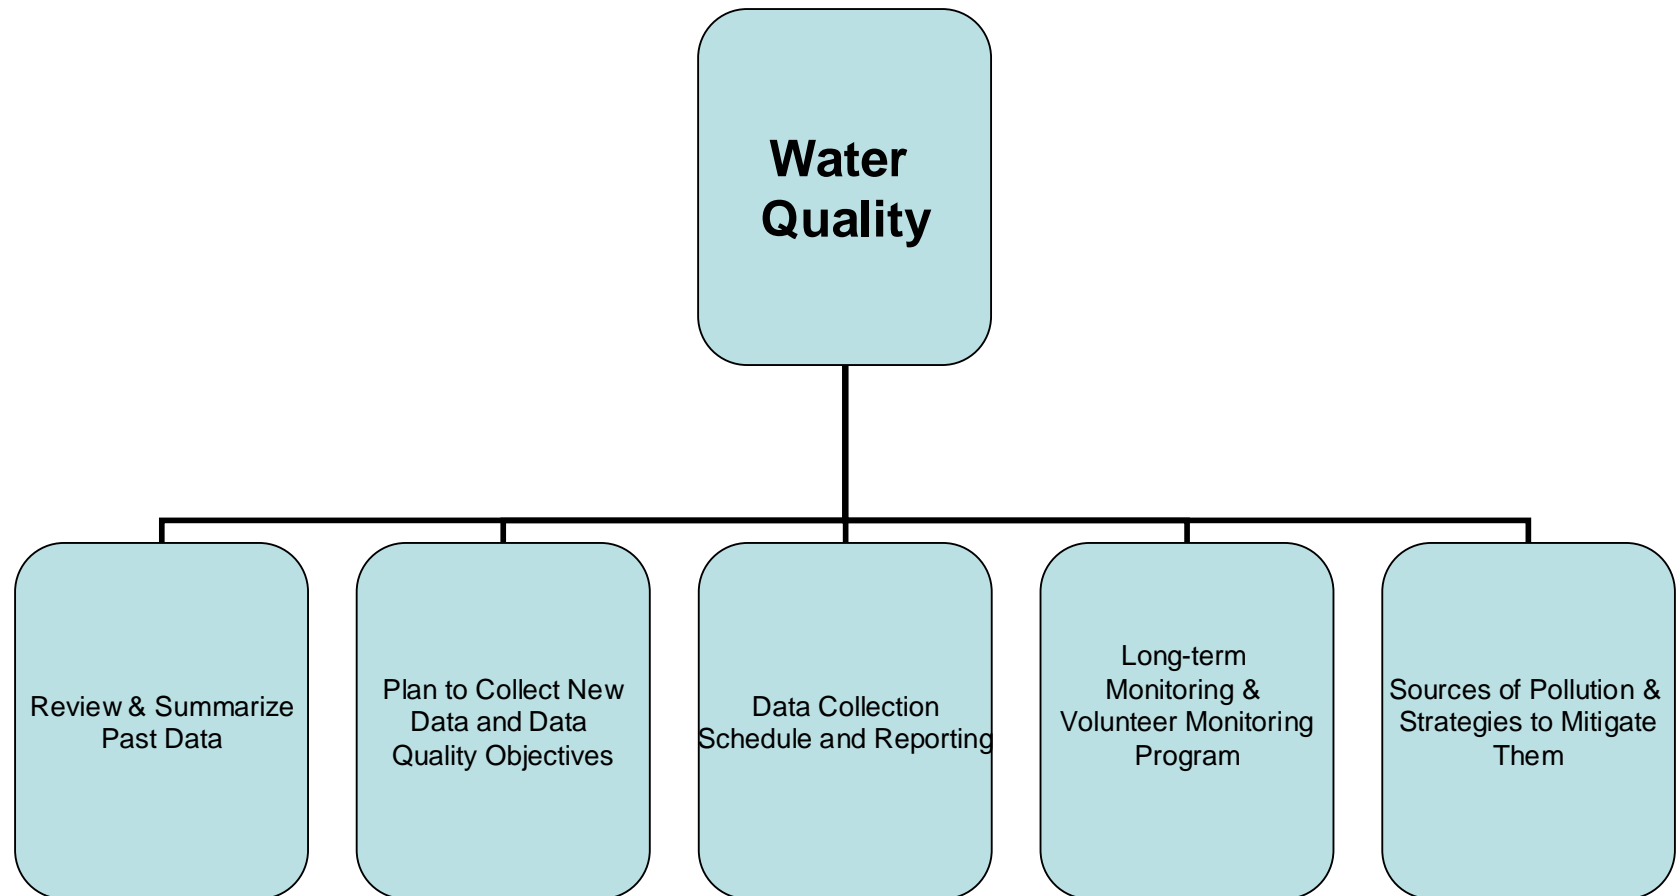 Water
Quality
Review & Summarize
Past Data
Plan to Collect New
Data and Data
Quality Objectives
Data Collection
Schedule and Reporting
Long-term
Monitoring &
Volunteer Monitoring
Program
Sources of Pollution &
Strategies to Mitigate
Them